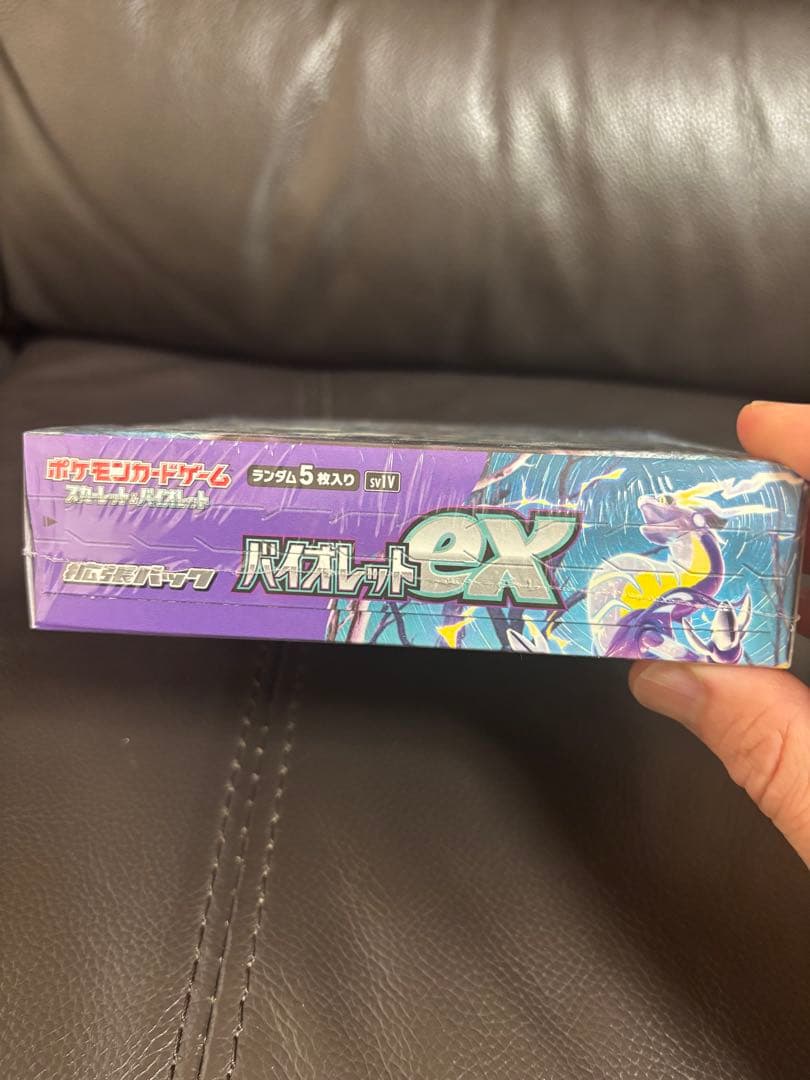 ポケモンカードゲーム
スカーレット&バイオレット
ランダム5枚入り
SV1V
拡張パック
バイオレットex